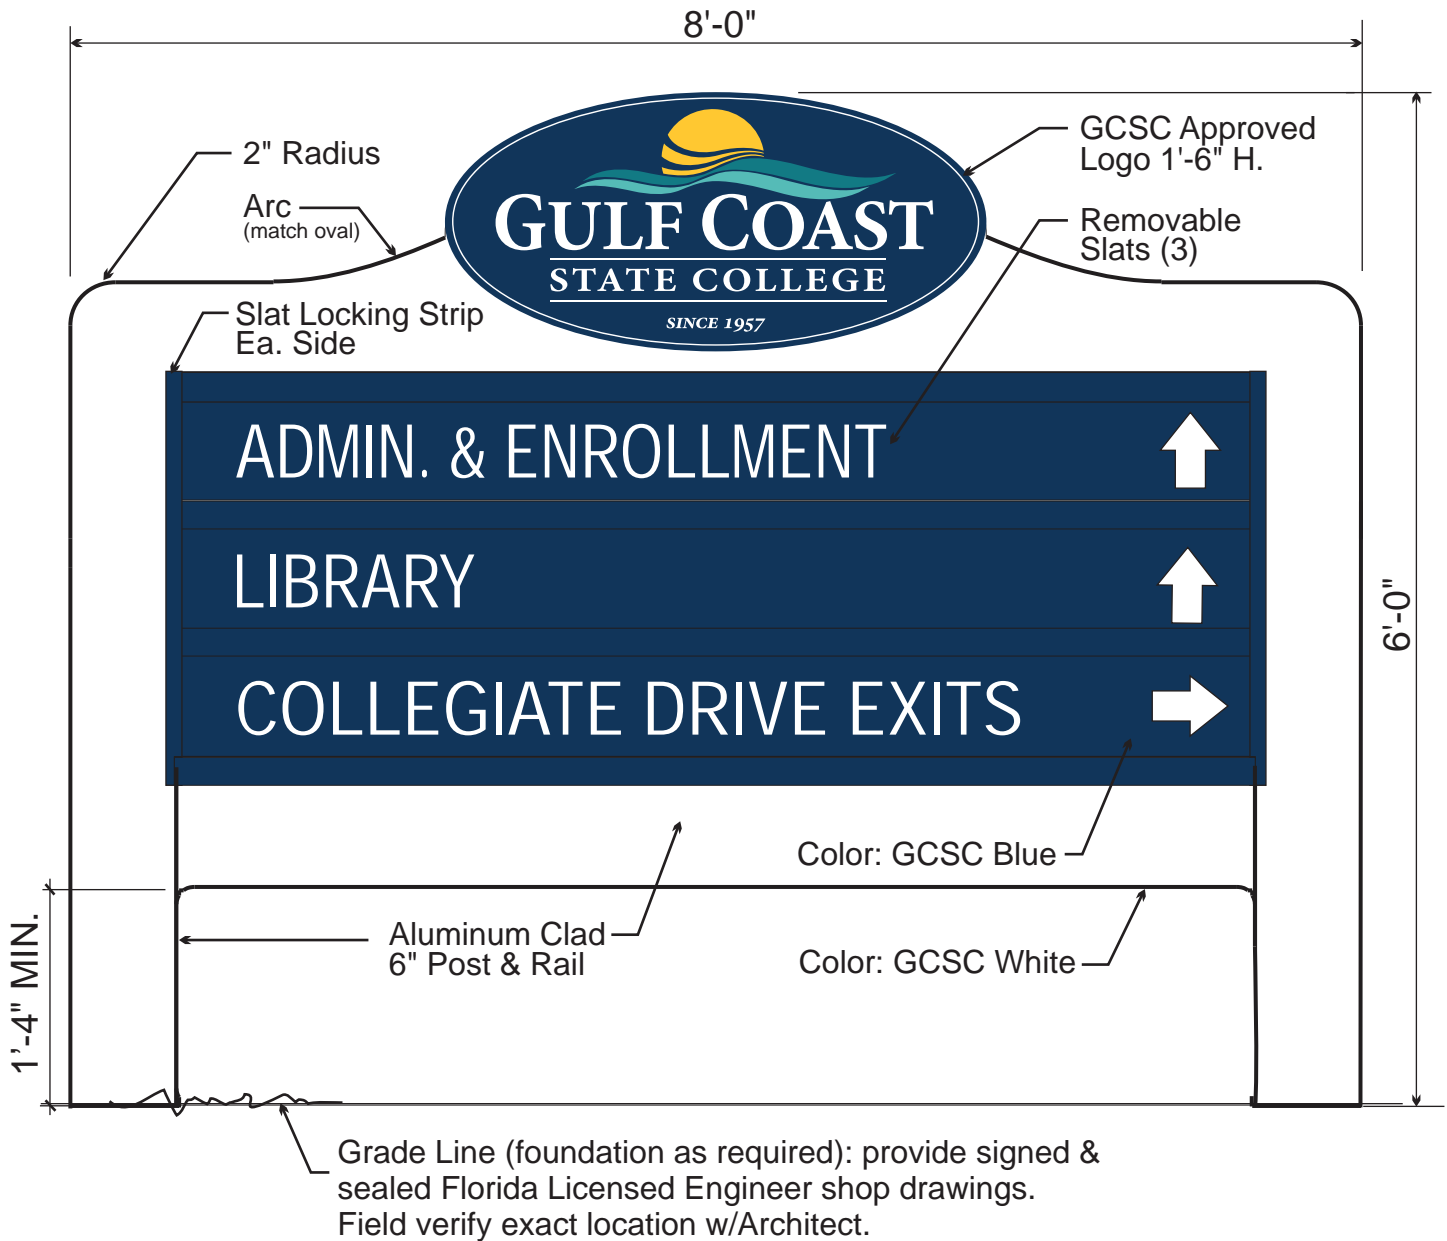 8'-0"
2" Radius
Arc
(match oval)
GCSC Approved
Logo 1'-6" H.
Removable
Slats (3)
GULF COAST
STATE COLLEGE
SINCE 1957
Slat Locking Strip
Ea. Side
ADMIN. & ENROLLMENT
LIBRARY
COLLEGIATE DRIVE EXITS
6'-0"
Color: GCSC Blue
1'-4" MIN.
Aluminum Clad
6" Post & Rail
Color: GCSC White
Grade Line (foundation as required): provide signed &
sealed Florida Licensed Engineer shop drawings.
Field verify exact location w/Architect.